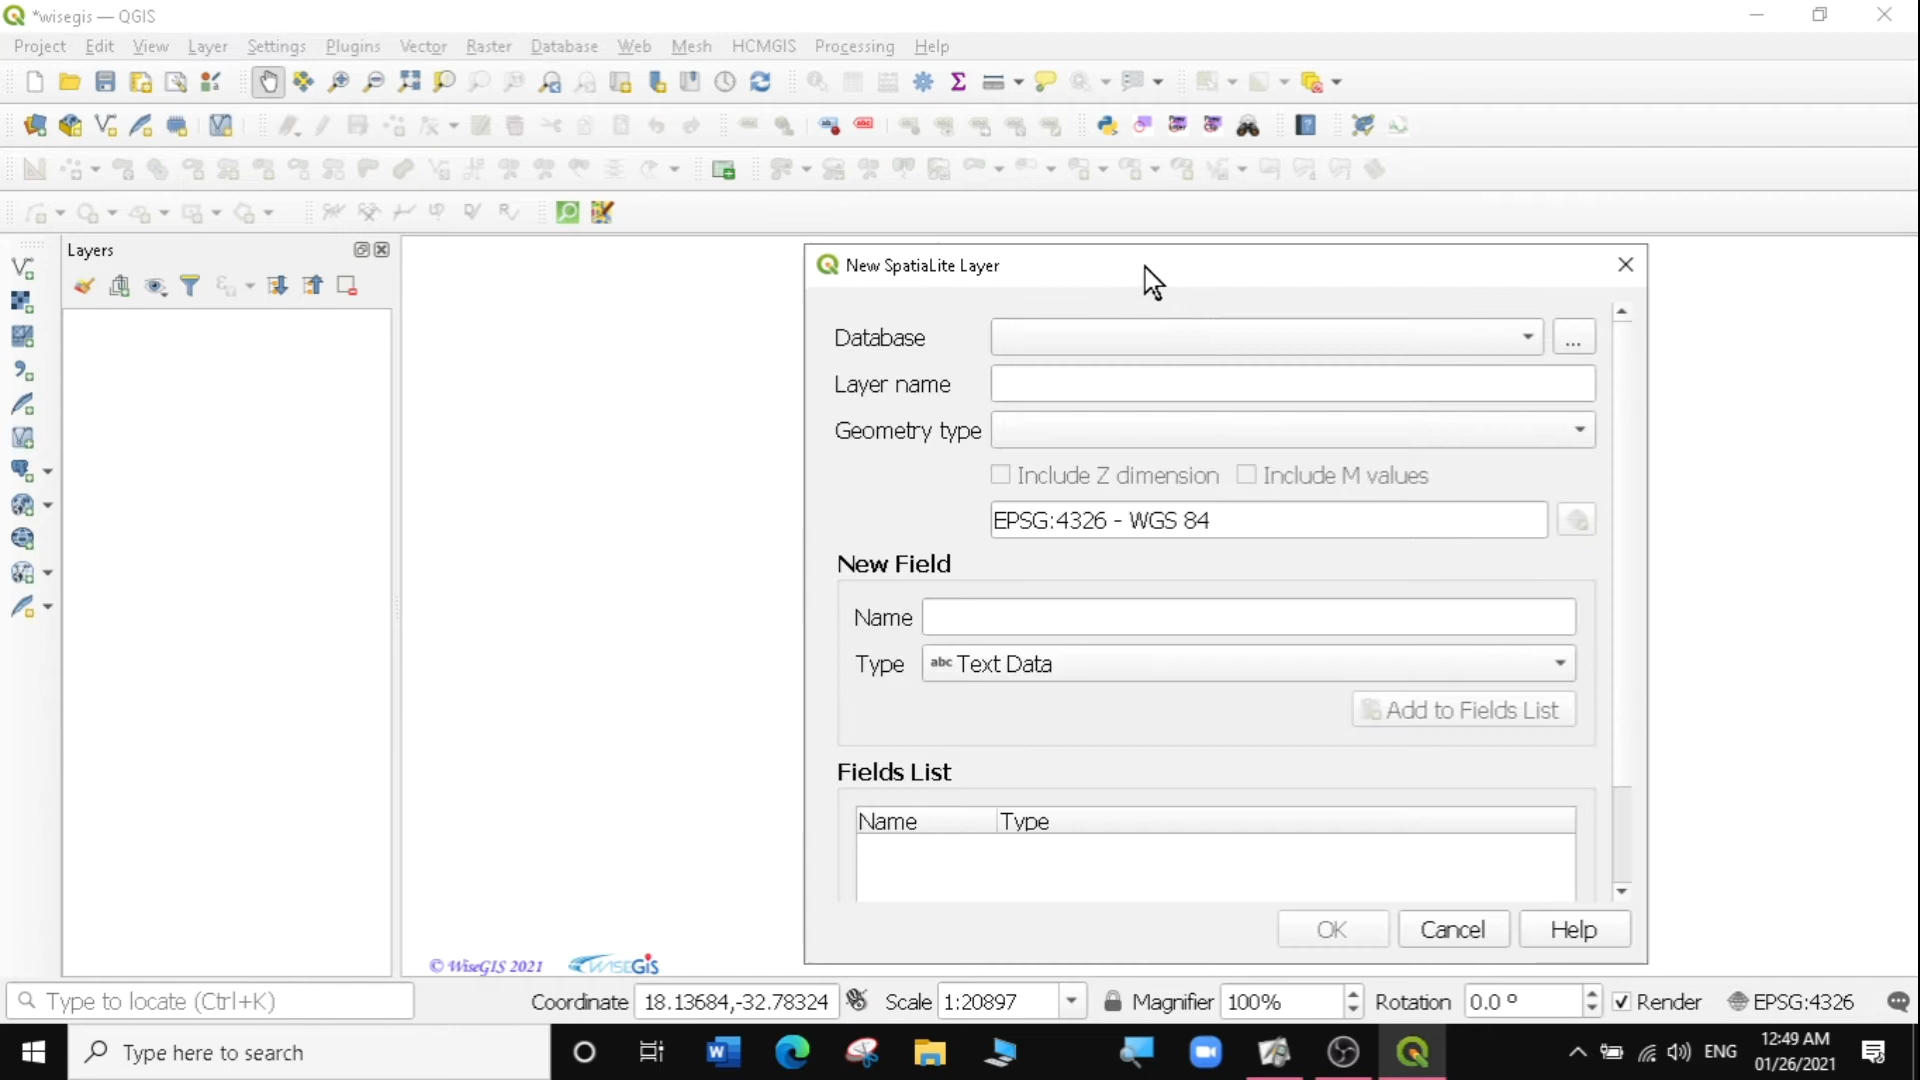 *wisegis — QGIS
Project Edit View Layer Settings Plugins Vector Raster Database Web Mesh HCMGIS Processing Help
Layers
New SpatiaLite Layer
Database
...
Layer name
Geometry type
Include Z dimension Include M values
EPSG:4326 - WGS 84
New Field
Name
Type abc Text Data
Add to Fields List
Fields List
Name Type
OK Cancel Help
© WiseGIS 2021 WISEGIS
Type to locate (Ctrl+K) Coordinate 18.13684,-32.78324 Scale 1:20897 Magnifier 100% Rotation 0.0 ° Render EPSG:4326
Type here to search
ENG
12:49 AM
01/26/2021